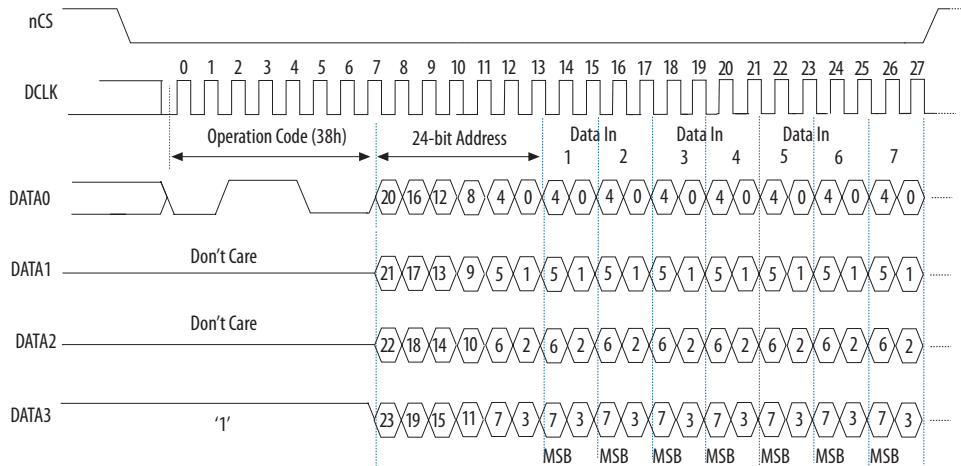 nCS
0 1 2 3 4 5 6 7 8 9 10 11 12 13 14 15 16 17 18 19 20 21 22 23 24 25 26 27
DCLK
Operation Code (38h) 24-bit Address Data In Data In Data In
1 2 3 4 5 6 7
DATA0 20 16 12 8 4 0 4 0 4 0 4 0 4 0 4 0 4 0 4 0
Don't Care
DATA1 21 17 13 9 5 1 5 1 5 1 5 1 5 1 5 1 5 1 5 1
Don't Care
DATA2 22 18 14 10 6 2 6 2 6 2 6 2 6 2 6 2 6 2 6 2
DATA3 '1' 23 19 15 11 7 3 7 3 7 3 7 3 7 3 7 3 7 3 7 3
MSB MSB MSB MSB MSB MSB MSB